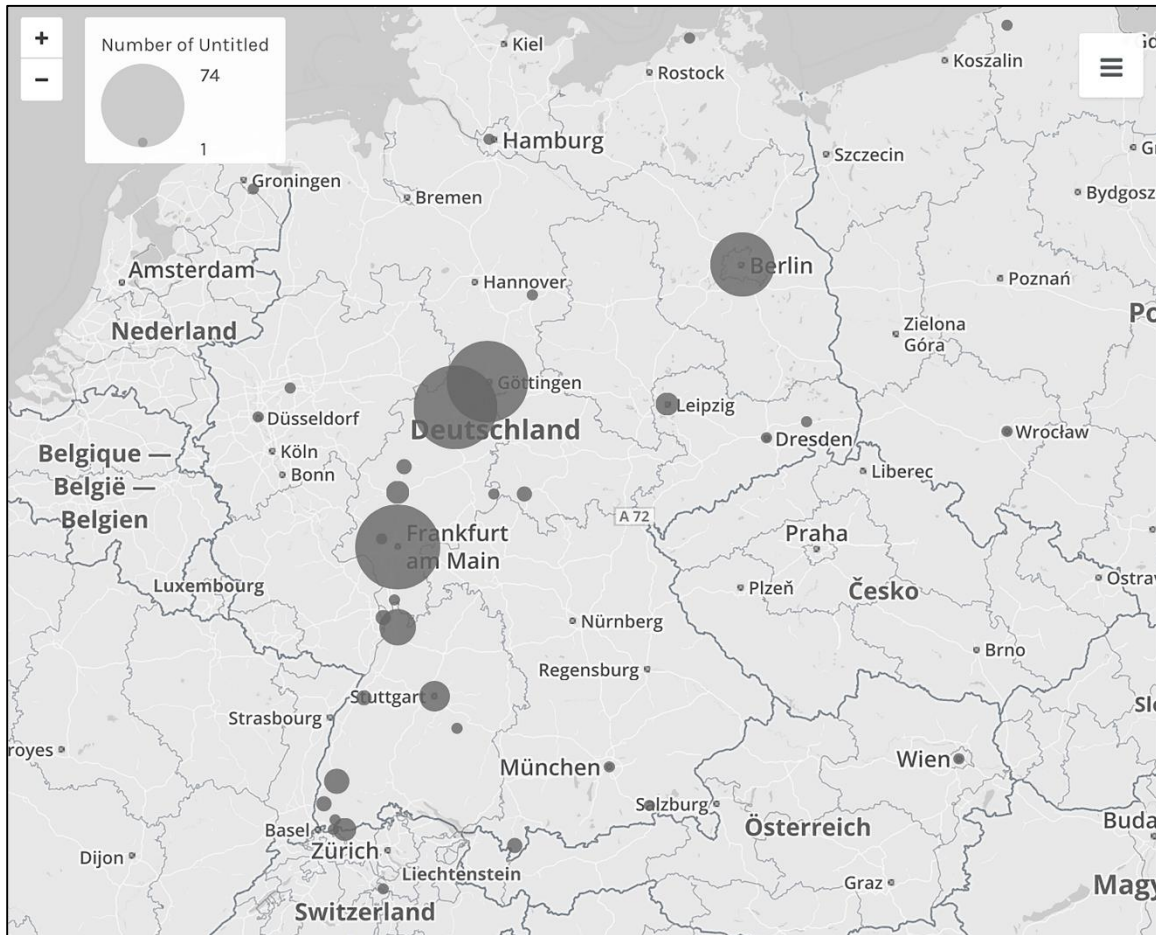 +
−
Number of Untitled
74
1
Kiel
Rostock
Koszalin
Hamburg
Szczecin
Groningen
Bremen
Bydgosz
Amsterdam
Hannover
Berlin
Poznań
Nederland
Zielona
Góra
Po
Göttingen
Düsseldorf
Deutschland
Leipzig
Dresden
Wrocław
Köln
Bonn
Liberec
Belgique —
België —
Belgien
A 72
Frankfurt
am Main
Praha
Luxembourg
Plzeň
Česko
Ostrav
Nürnberg
Brno
Regensburg
Stuttgart
Strasbourg
Slo
royes
München
Wien
Salzburg
Basel
Österreich
Buda
Zürich
Dijon
Liechtenstein
Graz
Magy
Switzerland